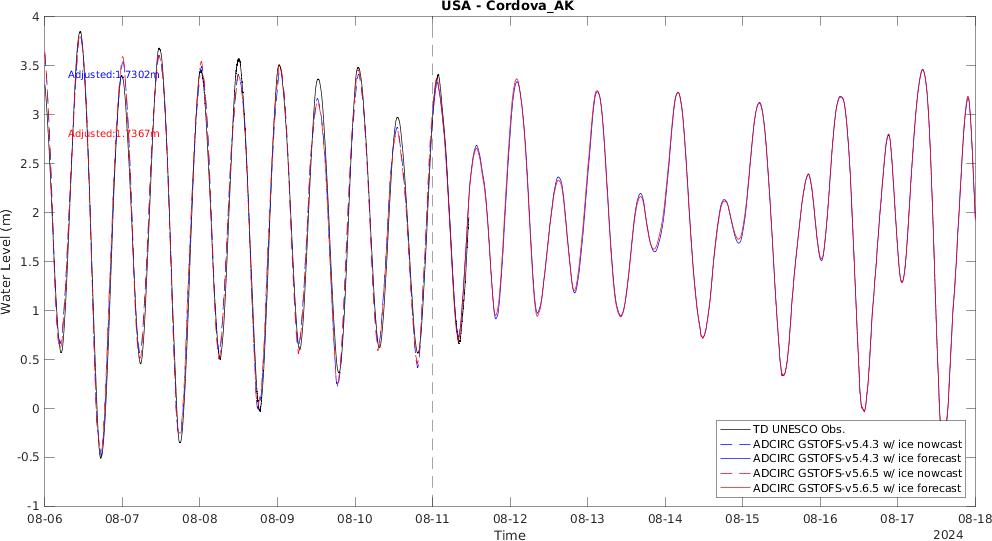 USA - Cordova_AK
4
3.5
3
2.5
2
1.5
1
0.5
0
-0.5
-1
Water Level (m)
Adjusted:1.7302m
Adjusted:1.7367m
TD UNESCO Obs.
ADCIRC GSTOFS-v5.4.3 w/ ice nowcast
ADCIRC GSTOFS-v5.4.3 w/ ice forecast
ADCIRC GSTOFS-v5.6.5 w/ ice nowcast
ADCIRC GSTOFS-v5.6.5 w/ ice forecast
08-06 08-07 08-08 08-09 08-10 08-11 08-12 08-13 08-14 08-15 08-16 08-17 08-18
Time
2024